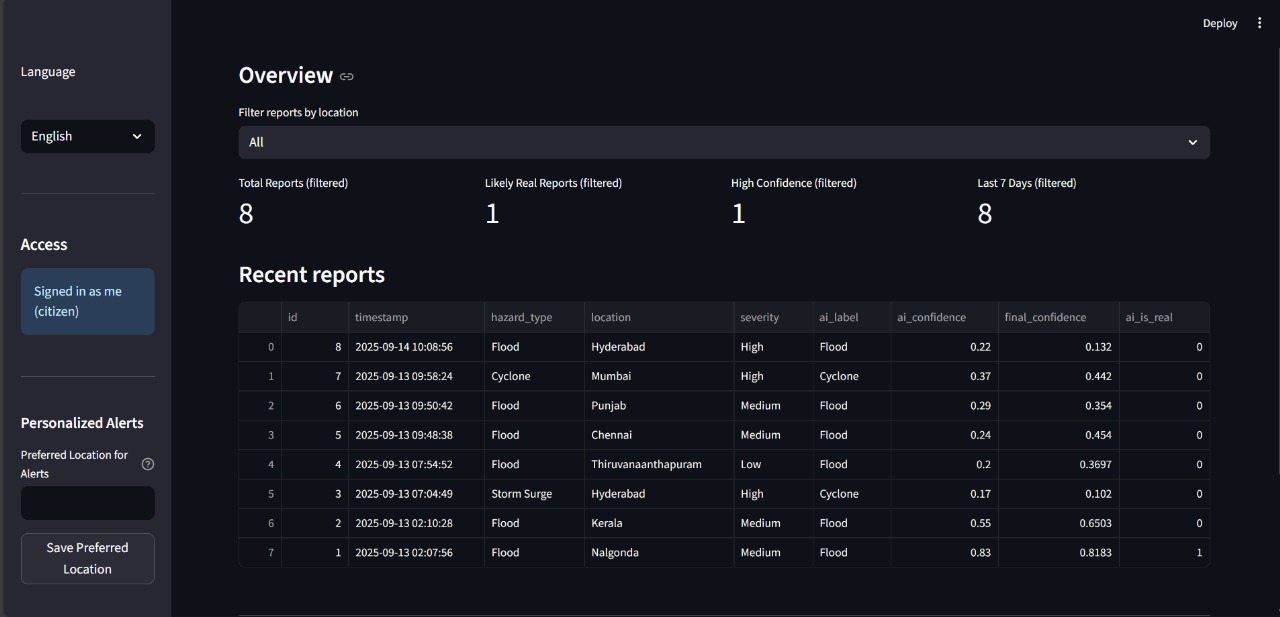 Deploy
Language
English
Access
Signed in as me
(citizen)
Personalized Alerts
Preferred Location for
Alerts
Save Preferred
Location
Overview
Filter reports by location
All
Total Reports (filtered) Likely Real Reports (filtered) High Confidence (filtered) Last 7 Days (filtered)
8 1 1 8
Recent reports
id timestamp hazard_type location severity ai_label ai_confidence final_confidence ai_is_real
0 8 2025-09-14 10:08:56 Flood Hyderabad High Flood 0.22 0.132 0
1 7 2025-09-13 09:58:24 Cyclone Mumbai High Cyclone 0.37 0.442 0
2 6 2025-09-13 09:50:42 Flood Punjab Medium Flood 0.29 0.354 0
3 5 2025-09-13 09:48:38 Flood Chennai Medium Flood 0.24 0.454 0
4 4 2025-09-13 07:54:52 Flood Thiruvanaanthapuram Low Flood 0.2 0.3697 0
5 3 2025-09-13 07:04:49 Storm Surge Hyderabad High Cyclone 0.17 0.102 0
6 2 2025-09-13 02:10:28 Flood Kerala Medium Flood 0.55 0.6503 0
7 1 2025-09-13 02:07:56 Flood Nalgonda Medium Flood 0.83 0.8183 1